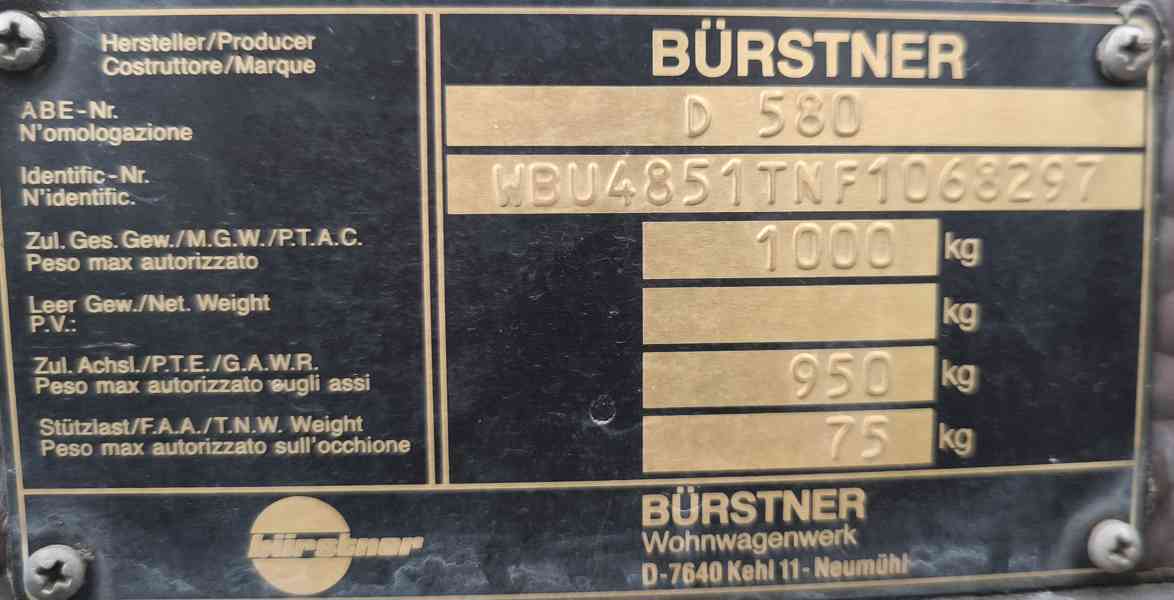 Hersteller/Producer
Costruttore/Marque
BÜRSTNER
ABE-Nr.
N'omologazione
D 580
Identific-Nr.
N'identific.
WBU4851TNF1068297
Zul. Ges. Gew./M.G.W./P.T.A.C.
Peso max autorizzato
1000 kg
Leer Gew./Net. Weight
P.V.:
kg
Zul. Achsl./P.T.E./G.A.W.R.
Peso max autorizzato sugli assi
950 kg
Stützlast/F.A.A./T.N.W. Weight
Peso max autorizzato sull'occhione
75 kg
bürstner
BÜRSTNER
Wohnwagenwerk
D-7640 Kehl 11-Neumühl